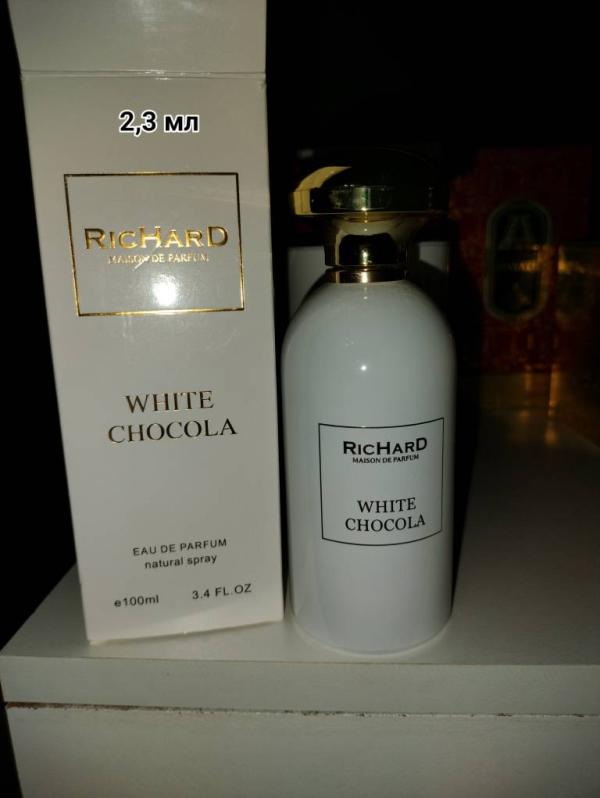 2,3 мл
RICHARD
MAISON DE PARFUM
WHITE
CHOCOLA
EAU DE PARFUM
natural spray
e100ml 3.4 FL.OZ
RICHARD
MAISON DE PARFUM
WHITE
CHOCOLA